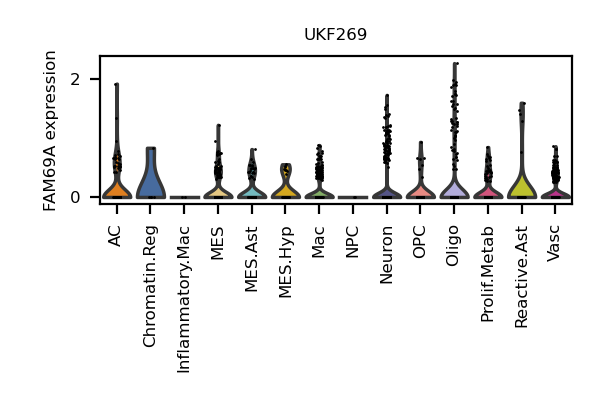 UKF269
FAM69A expression
2
0
AC
Chromatin.Reg
Inflammatory.Mac
MES
MES.Ast
MES.Hyp
Mac
NPC
Neuron
OPC
Oligo
Prolif.Metab
Reactive.Ast
Vasc